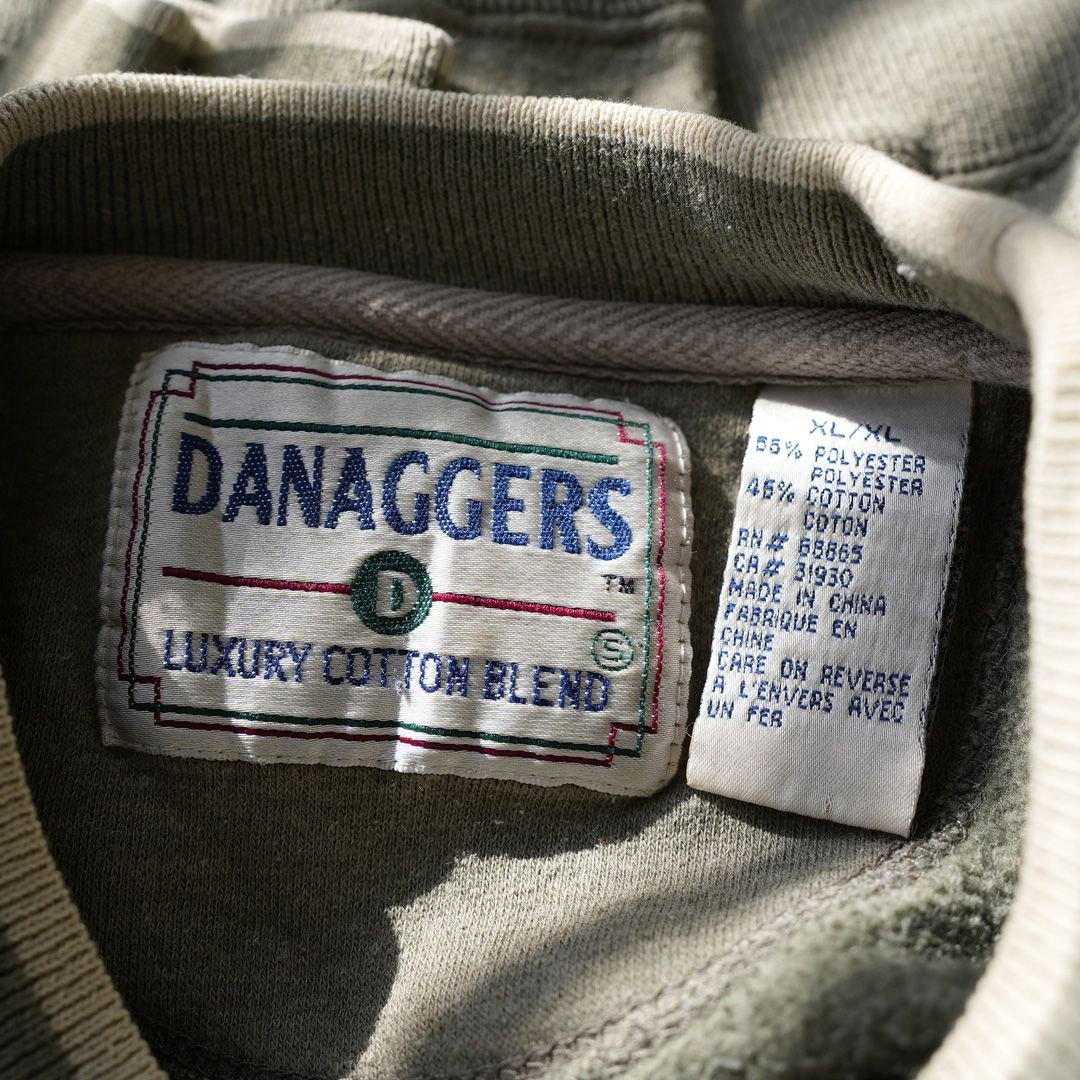 DANAGGERS
D
TM
S
LUXURY COTTON BLEND
XL/XL
55% POLYESTER
POLYESTER
45% COTTON
COTON
RN# 68865
CA# 31930
MADE IN CHINA
FABRIQUE EN
CHINE
CARE ON REVERSE
A L'ENVERS AVEC
UN FER